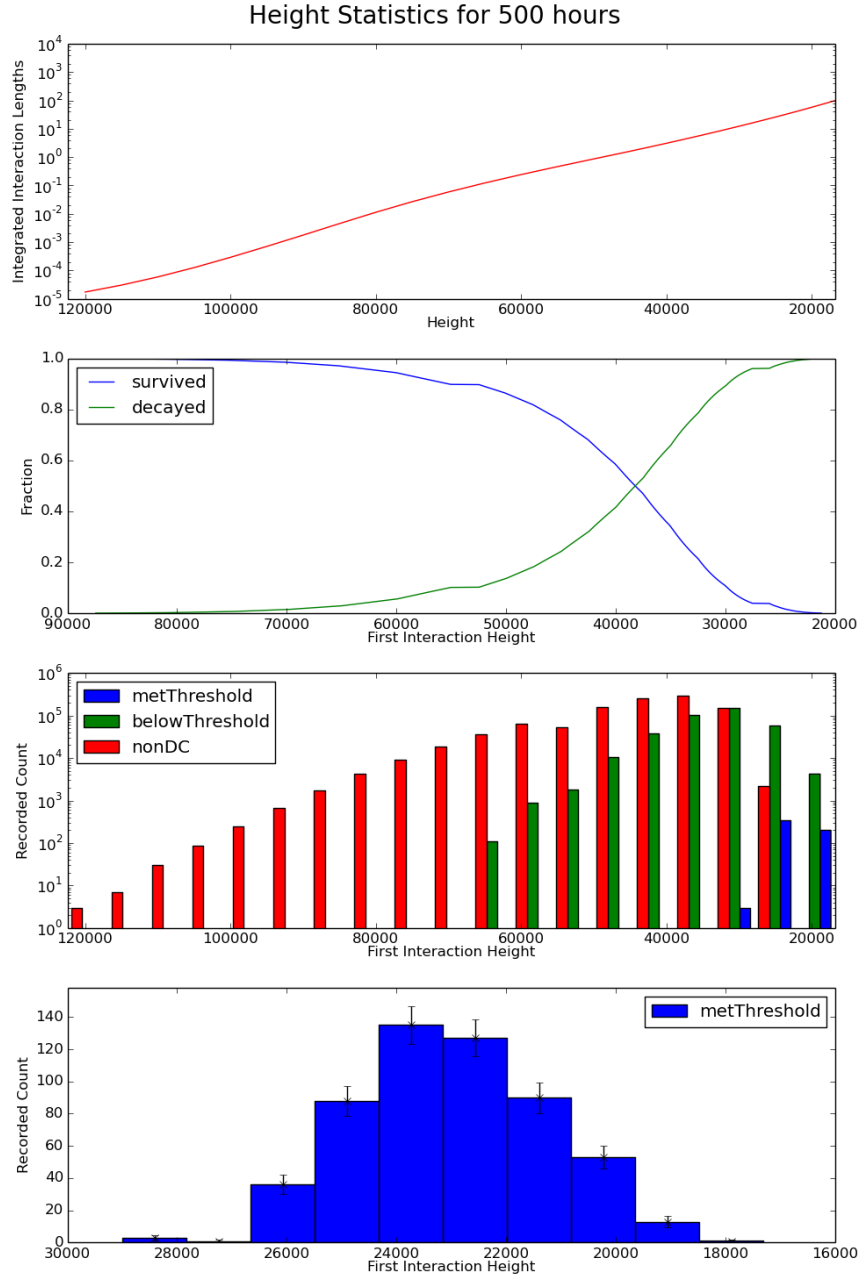 Height Statistics for 500 hours
Integrated Interaction Lengths
10^4
10^3
10^2
10^1
10^0
10^-1
10^-2
10^-3
10^-4
10^-5
120000 100000 80000 60000 40000 20000
Height
Fraction
1.0
0.8
0.6
0.4
0.2
0.0
survived
decayed
90000 80000 70000 60000 50000 40000 30000 20000
First Interaction Height
Recorded Count
10^6
10^5
10^4
10^3
10^2
10^1
10^0
metThreshold
belowThreshold
nonDC
120000 100000 80000 60000 40000 20000
First Interaction Height
Recorded Count
140
120
100
80
60
40
20
0
metThreshold
30000 28000 26000 24000 22000 20000 18000 16000
First Interaction Height